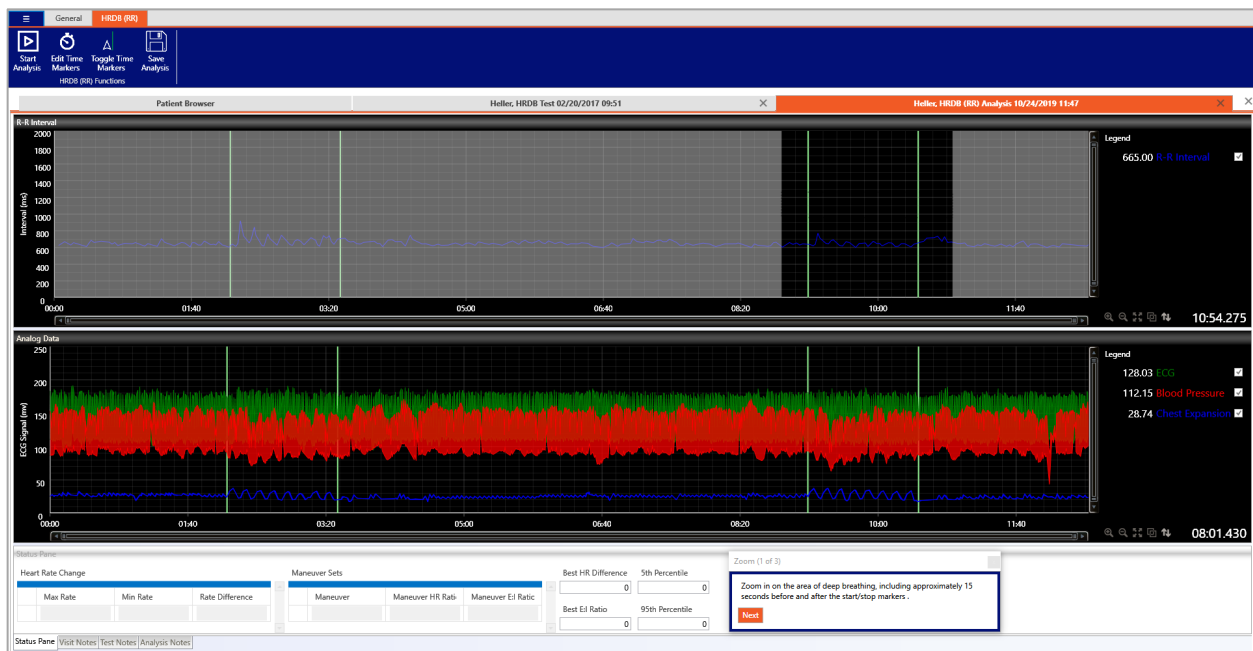 General HRDB (RR)
Start Analysis
Edit Time Markers
Toggle Time Markers
Save Analysis
HRDB (RR) Functions
Patient Browser
Heller, HRDB Test 02/20/2017 09:51
Heller, HRDB (RR) Analysis 10/24/2019 11:47
R-R Interval
Interval (ms)
2000
1800
1600
1400
1200
1000
800
600
400
200
0
00:00 01:40 03:20 05:00 06:40 08:20 10:00 11:40
Legend
665.00 R-R Interval
10:54.275
Analog Data
ECG Signal (mv)
250
200
150
100
50
0
00:00 01:40 03:20 05:00 06:40 08:20 10:00 11:40
Legend
128.03 ECG
112.15 Blood Pressure
28.74 Chest Expansion
08:01.430
Status Pane
Heart Rate Change
Max Rate Min Rate Rate Difference
Maneuver Sets
Maneuver Maneuver HR Rati Maneuver E:I Ratic
Best HR Difference 5th Percentile
0 0
Best E:I Ratio 95th Percentile
0 0
Zoom (1 of 3)
Zoom in on the area of deep breathing, including approximately 15
seconds before and after the start/stop markers .
Next
Status Pane Visit Notes Test Notes Analysis Notes